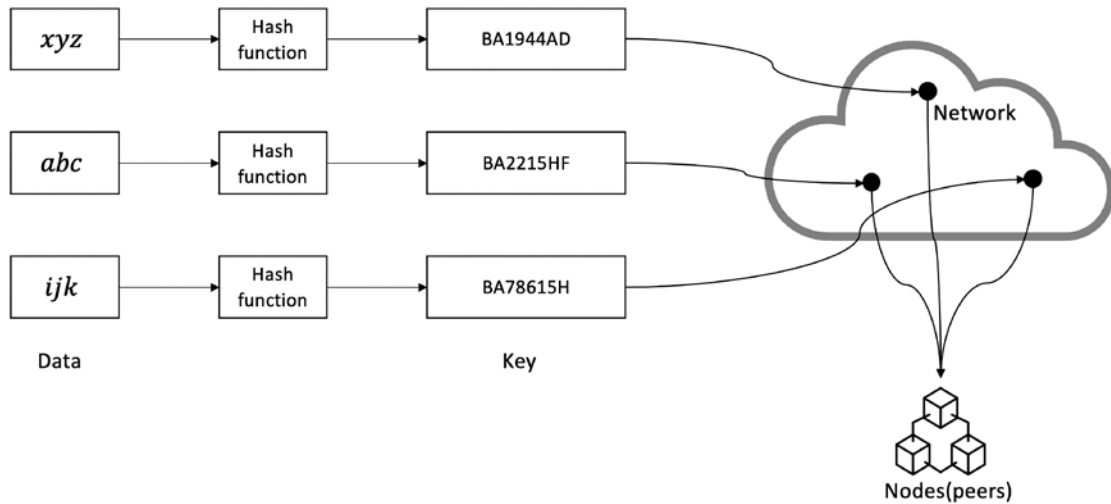 xyz
Hash
function
BA1944AD
Network
abc
Hash
function
BA2215HF
ijk
Hash
function
BA78615H
Data
Key
Nodes(peers)